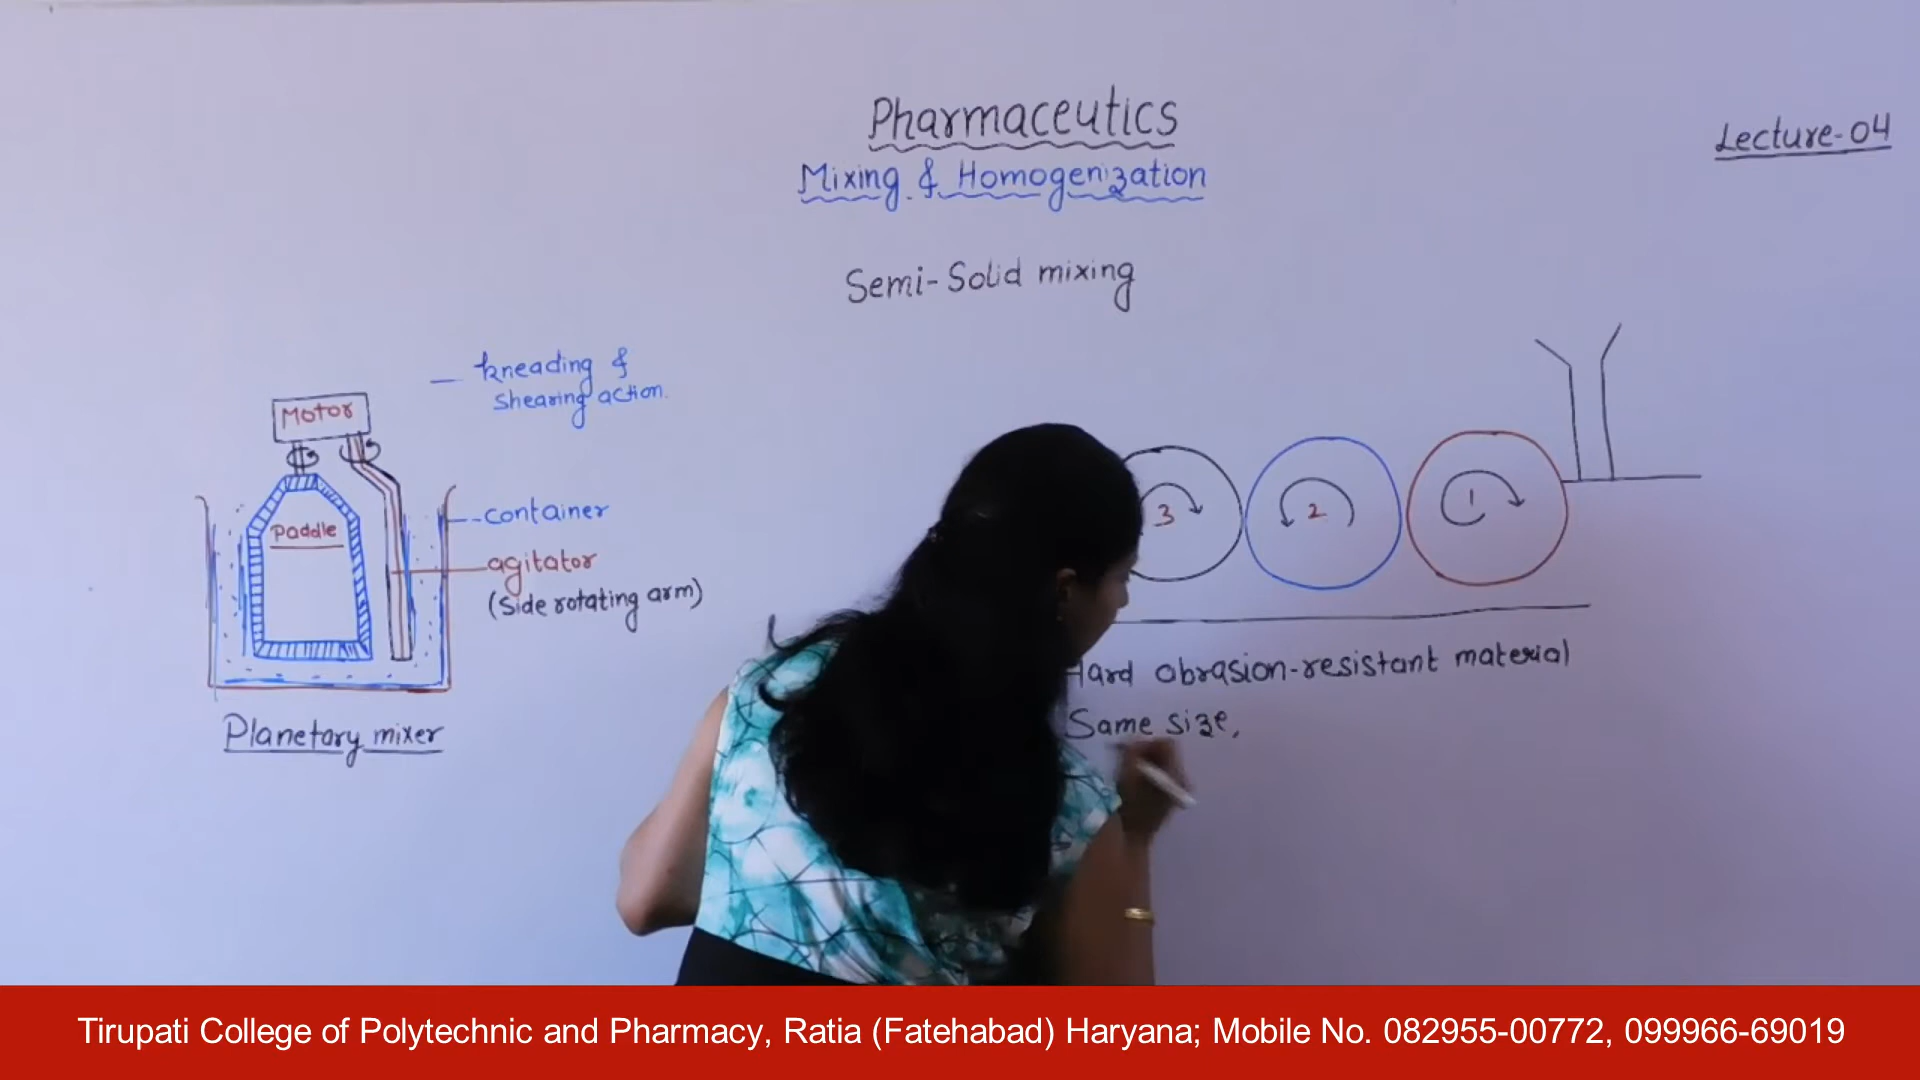 Pharmaceutics
Lecture-04
Mixing & Homogenization
Semi-Solid mixing
— kneading &
shearing action.
Motor
Paddle
container
agitator
(Side rotating arm)
Planetary mixer
3
2
1
Hard abrasion-resistant material
Same size,
Tirupati College of Polytechnic and Pharmacy, Ratia (Fatehabad) Haryana; Mobile No. 082955-00772, 099966-69019